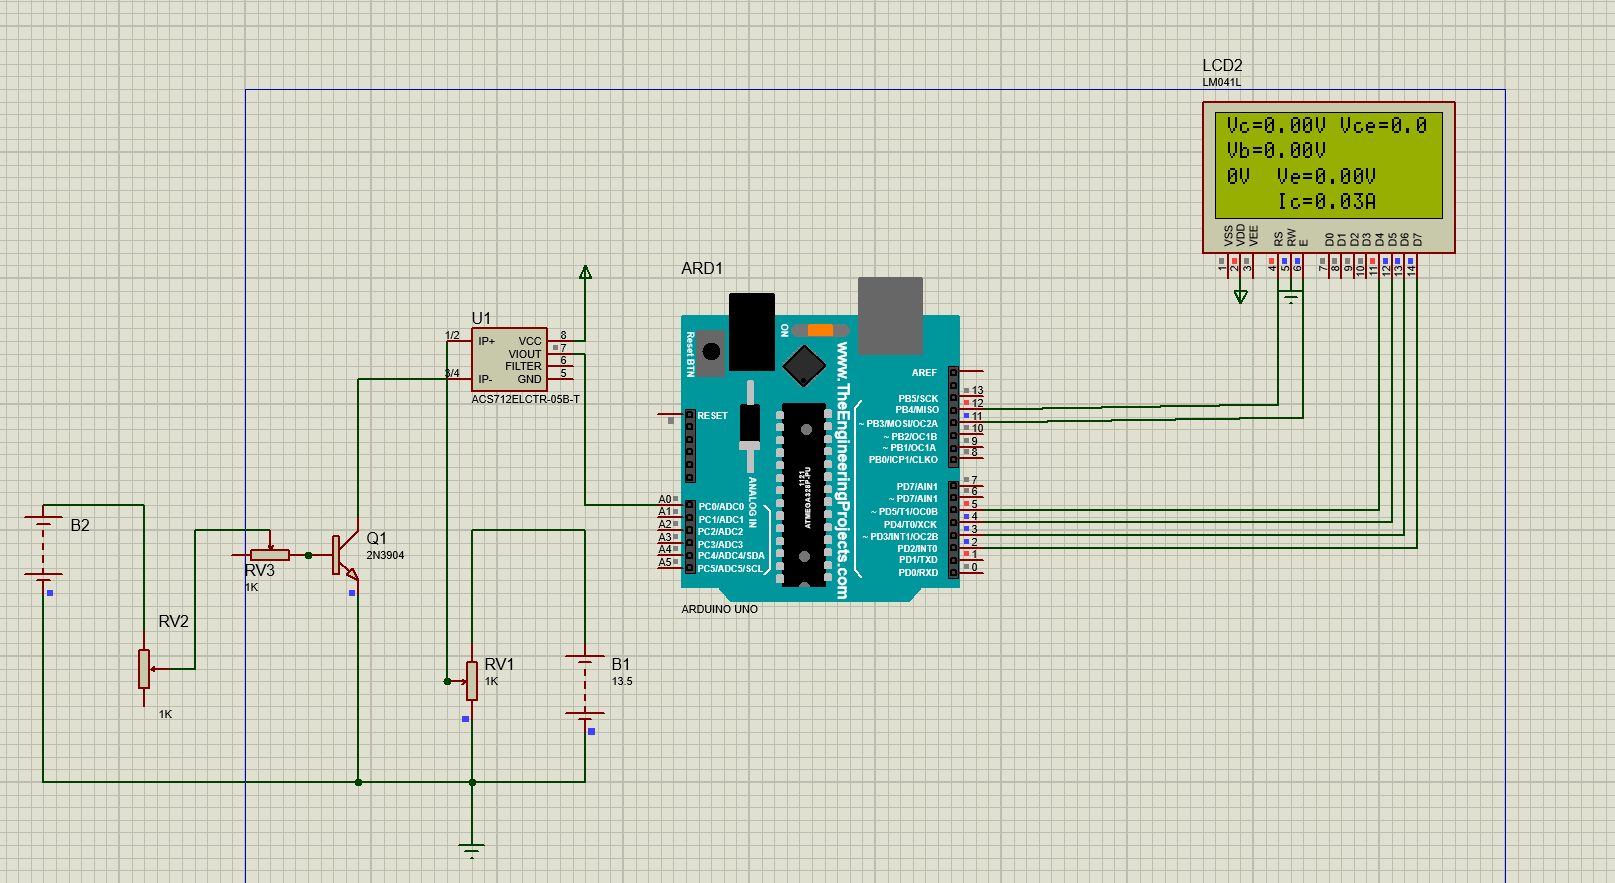 LCD2
LM041L
Vc=0.00V Vce=0.0
Vb=0.00V
0V Ve=0.00V
Ic=0.03A
VSS
VDD
VEE
RS
RW
E
D0
D1
D2
D3
D4
D5
D6
D7
1
2
3
4
5
6
7
8
9
10
11
12
13
14
ARD1
Reset BTN
ON
www.TheEngineeringProjects.com
ANALOG IN
ATMEGA328P-PU
1121
RESET
A0 PC0/ADC0
A1 PC1/ADC1
A2 PC2/ADC2
A3 PC3/ADC3
A4 PC4/ADC4/SDA
A5 PC5/ADC5/SCL
AREF
PB5/SCK 13
PB4/MISO 12
~ PB3/MOSI/OC2A 11
~ PB2/OC1B 10
~ PB1/OC1A 9
PB0/ICP1/CLKO 8
PD7/AIN1 7
~ PD7/AIN1 6
~ PD5/T1/OC0B 5
PD4/T0/XCK 4
~ PD3/INT1/OC2B 3
PD2/INT0 2
PD1/TXD 1
PD0/RXD 0
ARDUINO UNO
U1
1/2 IP+ VCC 8
VIOUT 7
FILTER 6
3/4 IP- GND 5
ACS712ELCTR-05B-T
B2
Q1
2N3904
RV3
1K
RV2
1K
RV1
1K
B1
13.5